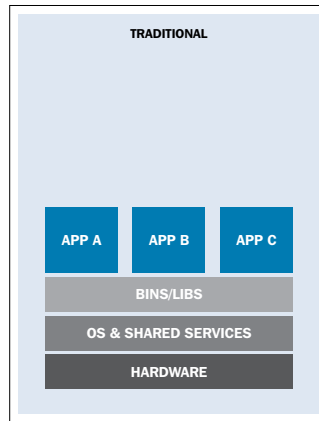 TRADITIONAL
APP A APP B APP C
BINS/LIBS
OS & SHARED SERVICES
HARDWARE